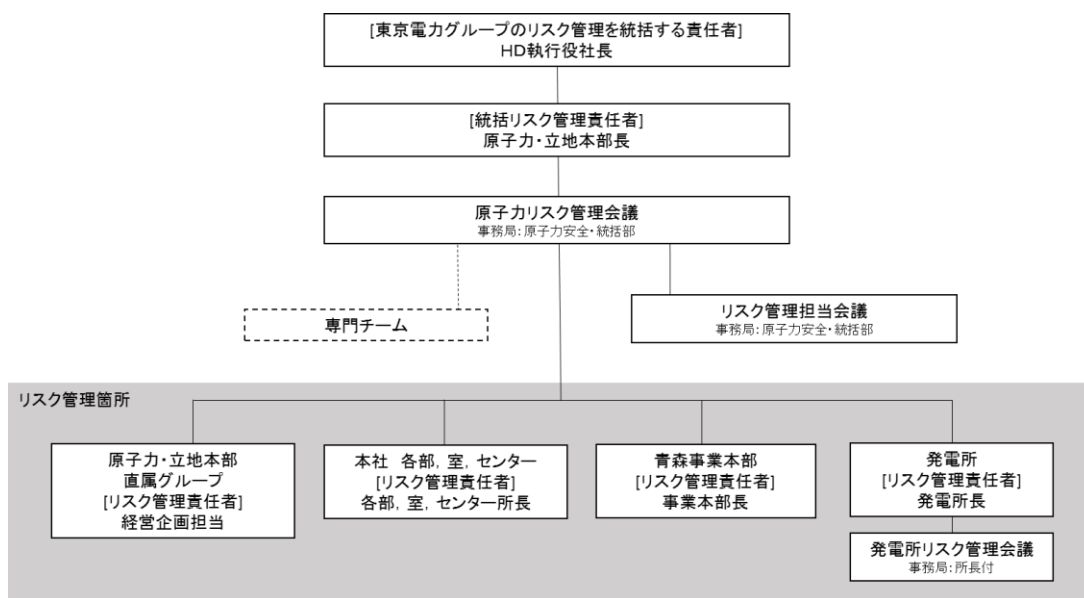 [東京電力グループのリスク管理を統括する責任者]
HD執行役社長
[統括リスク管理責任者]
原子力・立地本部長
原子力リスク管理会議
事務局:原子力安全・統括部
専門チーム
リスク管理担当会議
事務局:原子力安全・統括部
リスク管理箇所
原子力・立地本部
直属グループ
[リスク管理責任者]
経営企画担当
本社 各部, 室, センター
[リスク管理責任者]
各部, 室, センター所長
青森事業本部
[リスク管理責任者]
事業本部長
発電所
[リスク管理責任者]
発電所長
発電所リスク管理会議
事務局:所長付